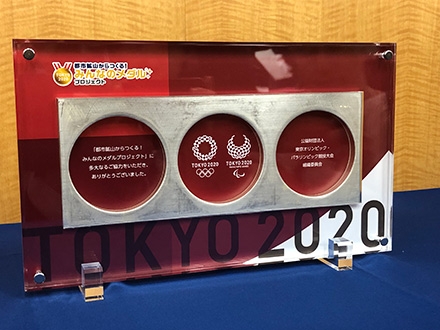 都市鉱山からつくる!
みんなのメダル
プロジェクト
TOKYO
2020
「都市鉱山からつくる!
みんなのメダルプロジェクト」に
多大なるご協力をいただき、
ありがとうございました。
TOKYO 2020
TOKYO 2020
公益財団法人
東京オリンピック・
パラリンピック競技大会
組織委員会
TOKYO 2020